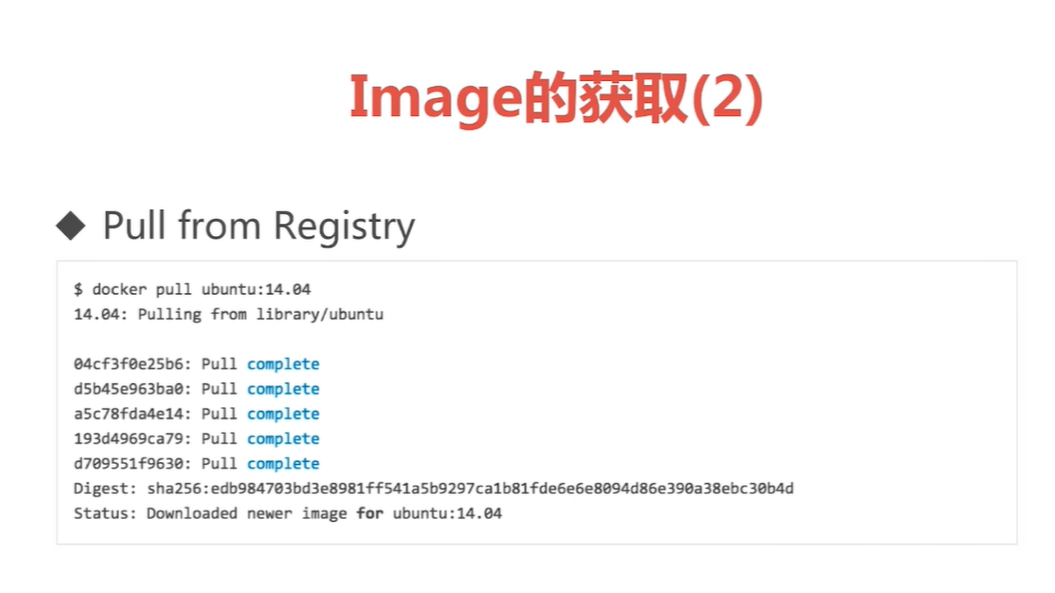 Image的获取(2)
◆ Pull from Registry
$ docker pull ubuntu:14.04
14.04: Pulling from library/ubuntu
04cf3f0e25b6: Pull complete
d5b45e963ba0: Pull complete
a5c78fda4e14: Pull complete
193d4969ca79: Pull complete
d709551f9630: Pull complete
Digest: sha256:edb984703bd3e8981ff541a5b9297ca1b81fde6e6e8094d86e390a38ebc30b4d
Status: Downloaded newer image for ubuntu:14.04